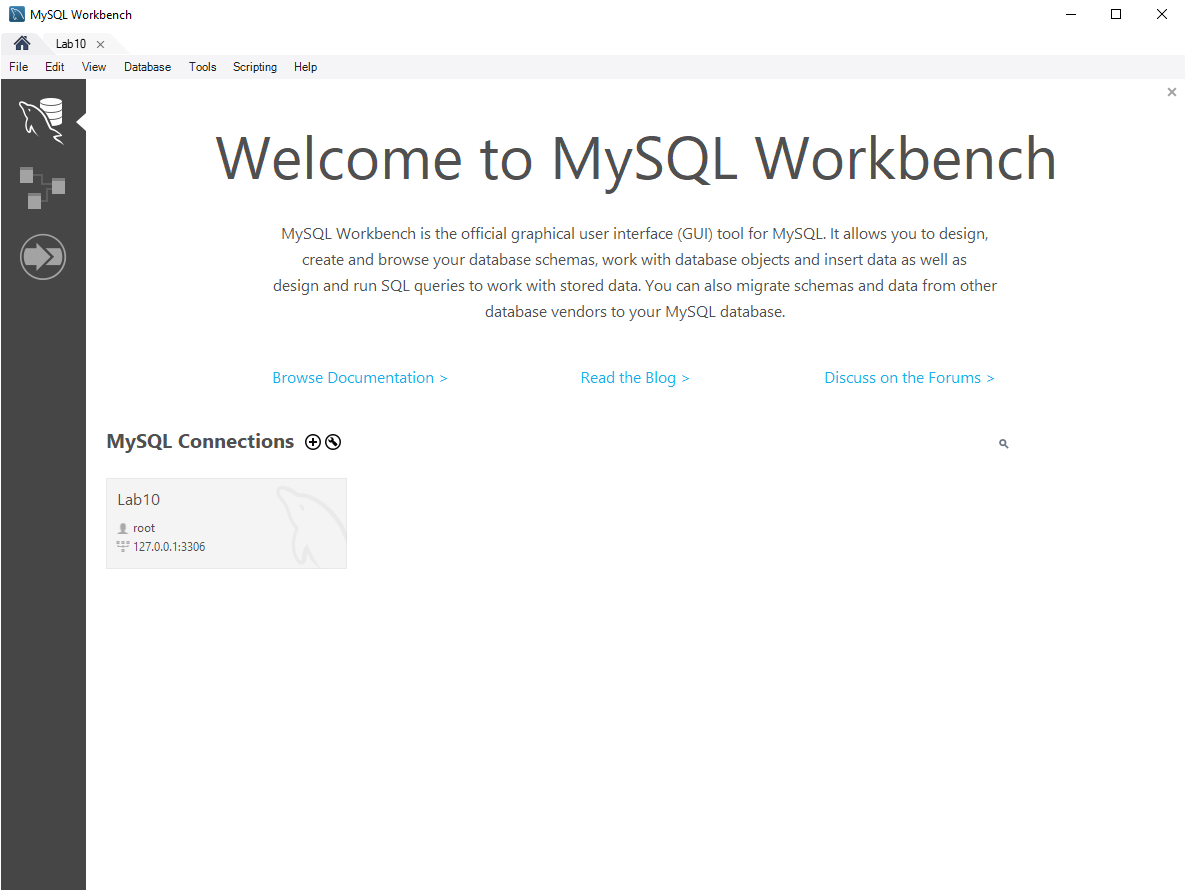 MySQL Workbench
Lab10
File Edit View Database Tools Scripting Help
Welcome to MySQL Workbench
MySQL Workbench is the official graphical user interface (GUI) tool for MySQL. It allows you to design,
create and browse your database schemas, work with database objects and insert data as well as
design and run SQL queries to work with stored data. You can also migrate schemas and data from other
database vendors to your MySQL database.
Browse Documentation > Read the Blog > Discuss on the Forums >
MySQL Connections
Lab10
root
127.0.0.1:3306